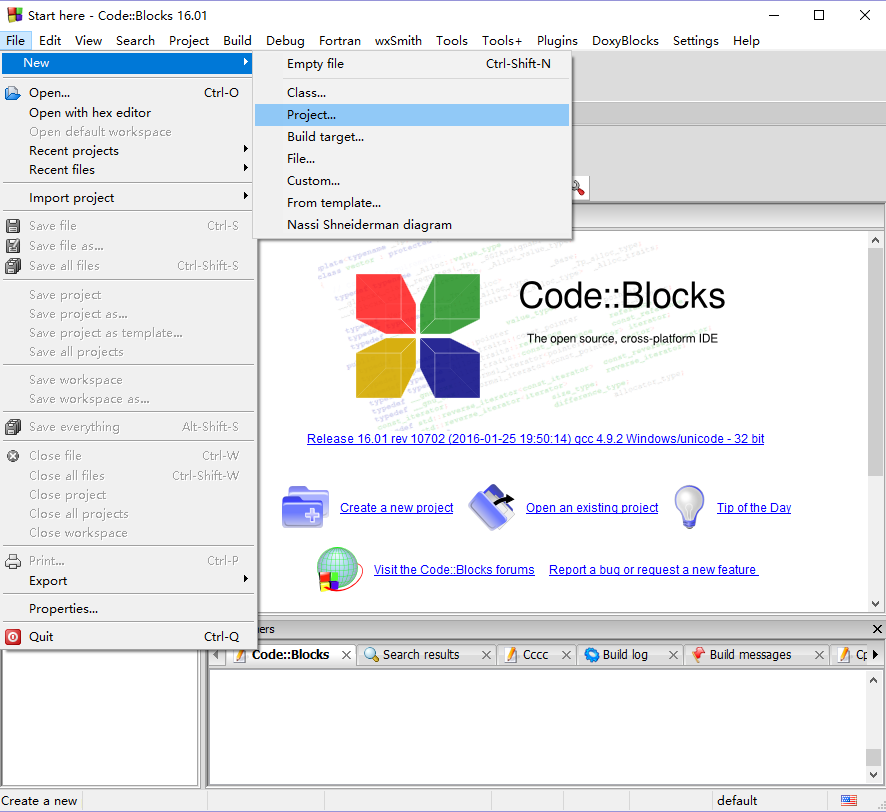 Start here - Code::Blocks 16.01
File Edit View Search Project Build Debug Fortran wxSmith Tools Tools+ Plugins DoxyBlocks Settings Help
New
Open... Ctrl-O
Open with hex editor
Open default workspace
Recent projects
Recent files
Import project
Save file Ctrl-S
Save file as...
Save all files Ctrl-Shift-S
Save project
Save project as...
Save project as template...
Save all projects
Save workspace
Save workspace as...
Save everything Alt-Shift-S
Close file Ctrl-W
Close all files Ctrl-Shift-W
Close project
Close all projects
Close workspace
Print... Ctrl-P
Export
Properties...
Quit Ctrl-Q
Empty file Ctrl-Shift-N
Class...
Project...
Build target...
File...
Custom...
From template...
Nassi Shneiderman diagram
Code::Blocks
The open source, cross-platform IDE
Release 16.01 rev 10702 (2016-01-25 19:50:14) gcc 4.9.2 Windows/unicode - 32 bit
Create a new project Open an existing project Tip of the Day
Visit the Code::Blocks forums Report a bug or request a new feature
ers
Code::Blocks Search results Cccc Build log Build messages Cp
Create a new default